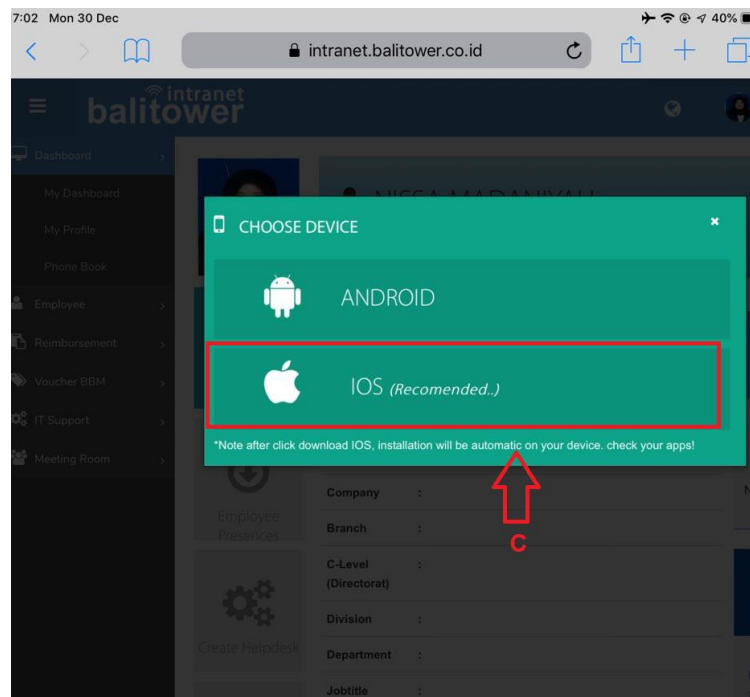 7:02 Mon 30 Dec
40%
intranet.balitower.co.id
intranet
balitower
Dashboard
My Dashboard
My Profile
Phone Book
Employee
Reimbursement
Voucher BBM
IT Support
Meeting Room
CHOOSE DEVICE
ANDROID
IOS (Recomended..)
*Note after click download IOS, installation will be automatic on your device. check your apps!
C
Employee
Presences
Create Helpdesk
Company :
Branch :
C-Level :
(Directorat)
Division :
Department :
Jobtitle :